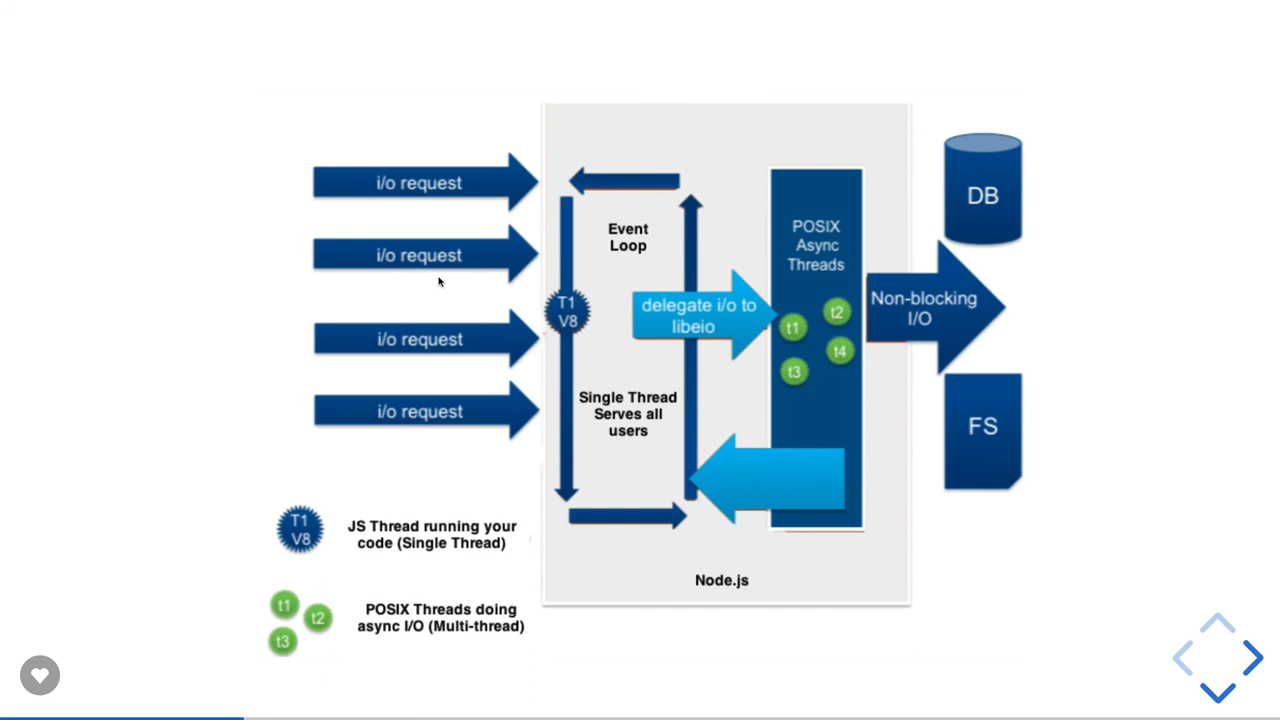 i/o request
i/o request
i/o request
i/o request
Event
Loop
T1
V8
delegate i/o to
libeio
Single Thread
Serves all
users
POSIX
Async
Threads
t1
t2
t4
t3
Non-blocking
I/O
DB
FS
Node.js
T1
V8
JS Thread running your
code (Single Thread)
t1
t2
t3
POSIX Threads doing
async I/O (Multi-thread)